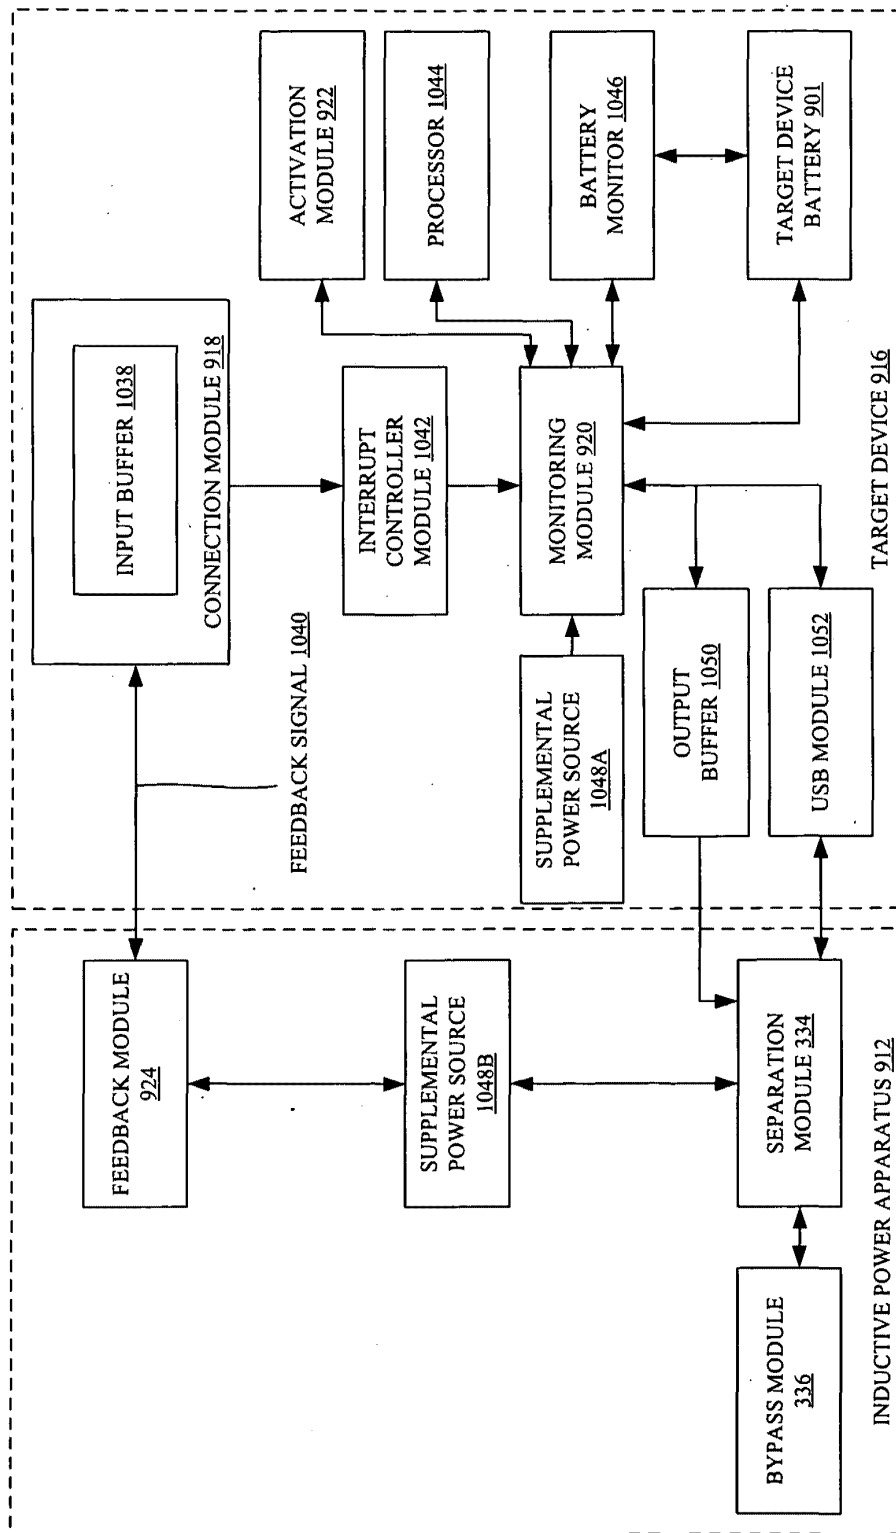 INPUT BUFFER 1038
CONNECTION MODULE 918
ACTIVATION
MODULE 922
PROCESSOR 1044
INTERRUPT
CONTROLLER
MODULE 1042
MONITORING
MODULE 920
BATTERY
MONITOR 1046
TARGET DEVICE
BATTERY 901
FEEDBACK SIGNAL 1040
SUPPLEMENTAL
POWER SOURCE
1048A
OUTPUT
BUFFER 1050
USB MODULE 1052
TARGET DEVICE 916
FEEDBACK MODULE
924
SUPPLEMENTAL
POWER SOURCE
1048B
SEPARATION
MODULE 334
BYPASS MODULE
336
INDUCTIVE POWER APPARATUS 912